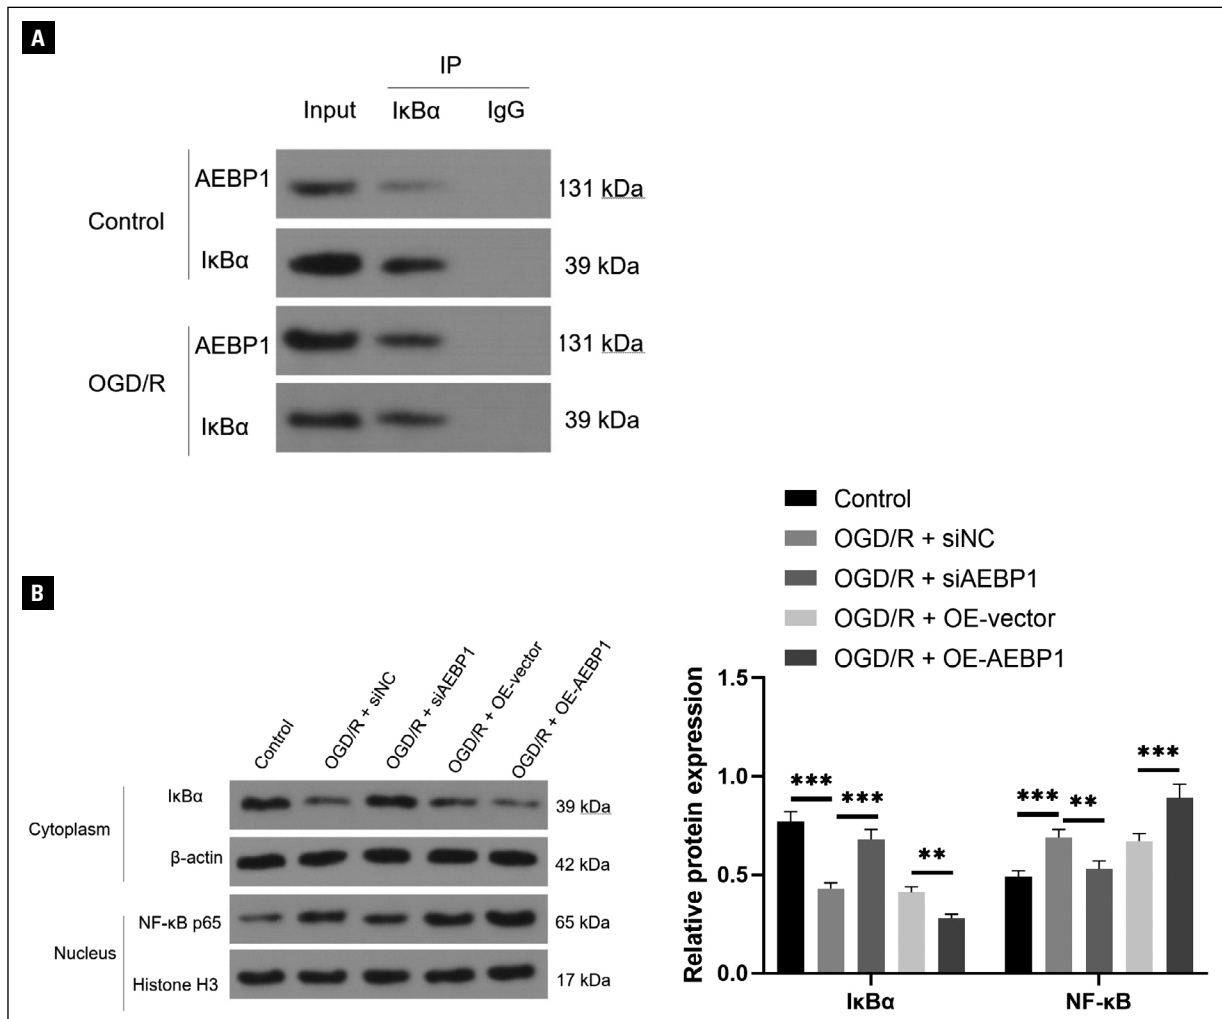 A
IP
Input IκBα IgG
AEBP1 131 kDa
Control
IκBα 39 kDa
AEBP1 131 kDa
OGD/R
IκBα 39 kDa
Control
OGD/R + siNC
OGD/R + siAEBP1
OGD/R + OE-vector
OGD/R + OE-AEBP1
B
Control
OGD/R + siNC
OGD/R + siAEBP1
OGD/R + OE-vector
OGD/R + OE-AEBP1
IκBα 39 kDa
Cytoplasm
β-actin 42 kDa
NF-κB p65 65 kDa
Nucleus
Histone H3 17 kDa
Relative protein expression
1.5
1.0
0.5
0.0
*** *** **
*** ** ***
IκBα NF-κB